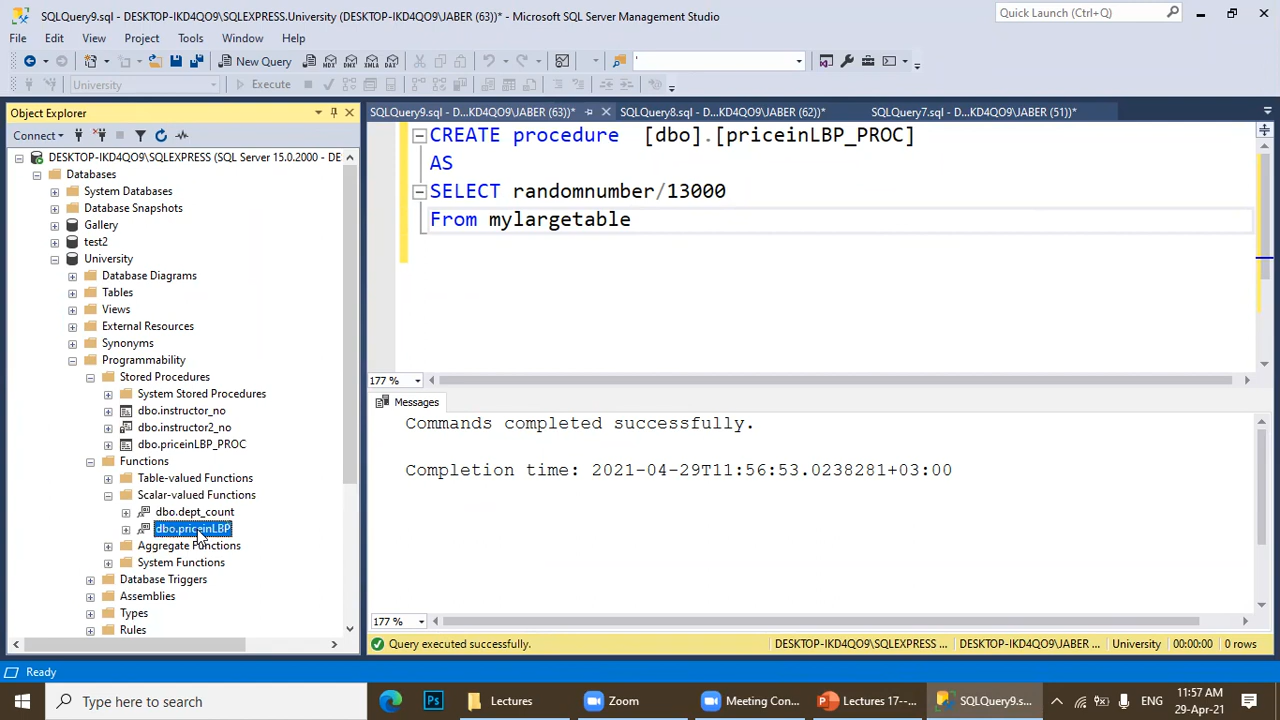 SQLQuery9.sql - DESKTOP-IKD4QO9\SQLEXPRESS.University (DESKTOP-IKD4QO9\JABER (63))* - Microsoft SQL Server Management Studio
Quick Launch (Ctrl+Q)
File Edit View Project Tools Window Help
New Query
MDX DMX XMLA DAX
'
University
Execute
Object Explorer
SQLQuery9.sql - D...KD4QO9\JABER (63))*
SQLQuery8.sql - D...KD4QO9\JABER (62))*
SQLQuery7.sql - D...KD4QO9\JABER (51))*
Connect
DESKTOP-IKD4QO9\SQLEXPRESS (SQL Server 15.0.2000 - DE
Databases
System Databases
Database Snapshots
Gallery
test2
University
Database Diagrams
Tables
Views
External Resources
Synonyms
Programmability
Stored Procedures
System Stored Procedures
dbo.instructor_no
dbo.instructor2_no
dbo.priceinLBP_PROC
Functions
Table-valued Functions
Scalar-valued Functions
dbo.dept_count
dbo.priceinLBP
Aggregate Functions
System Functions
Database Triggers
Assemblies
Types
Rules
CREATE procedure [dbo].[priceinLBP_PROC]
AS
SELECT randomnumber/13000
From mylargetable
177 %
Messages
Commands completed successfully.
Completion time: 2021-04-29T11:56:53.0238281+03:00
177 %
Query executed successfully.
DESKTOP-IKD4QO9\SQLEXPRESS ...
DESKTOP-IKD4QO9\JABER ...
University
00:00:00
0 rows
Ready
Type here to search
Ps
Lectures
Zoom
Meeting Con...
Lectures 17--...
SQLQuery9.s...
ENG
11:57 AM
29-Apr-21